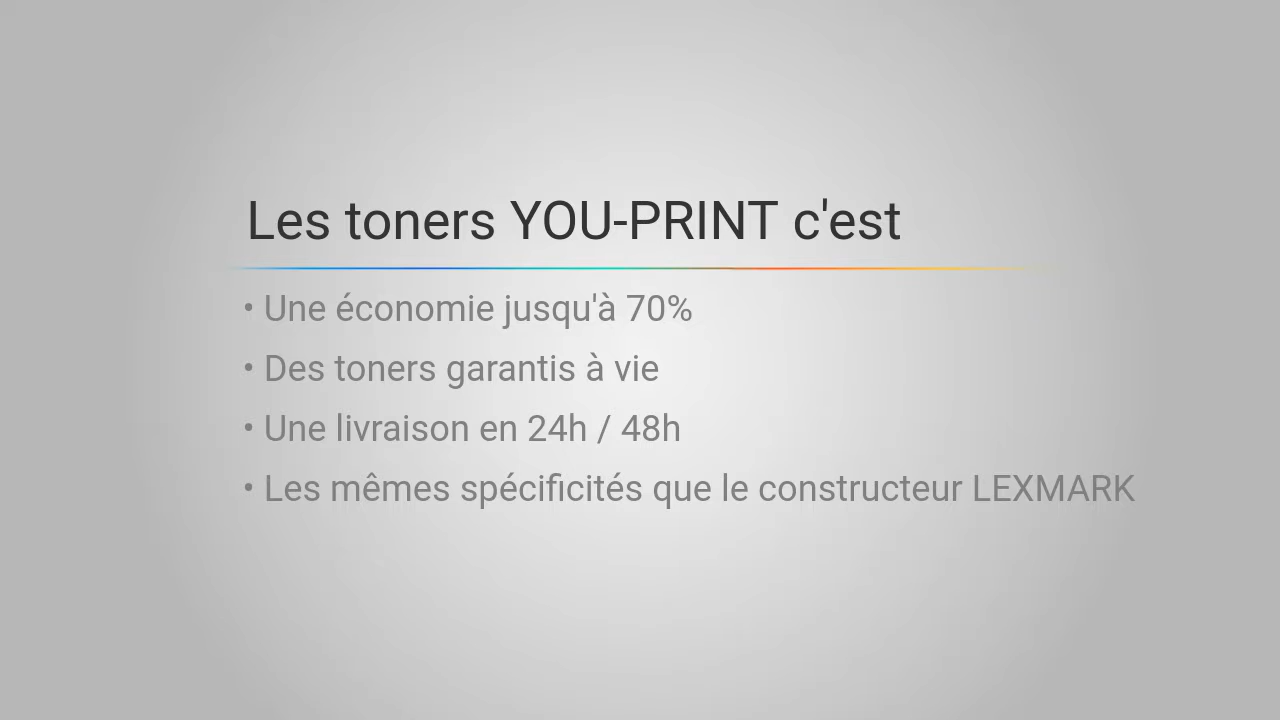 Les toners YOU-PRINT c'est
• Une économie jusqu'à 70%
• Des toners garantis à vie
• Une livraison en 24h / 48h
• Les mêmes spécificités que le constructeur LEXMARK